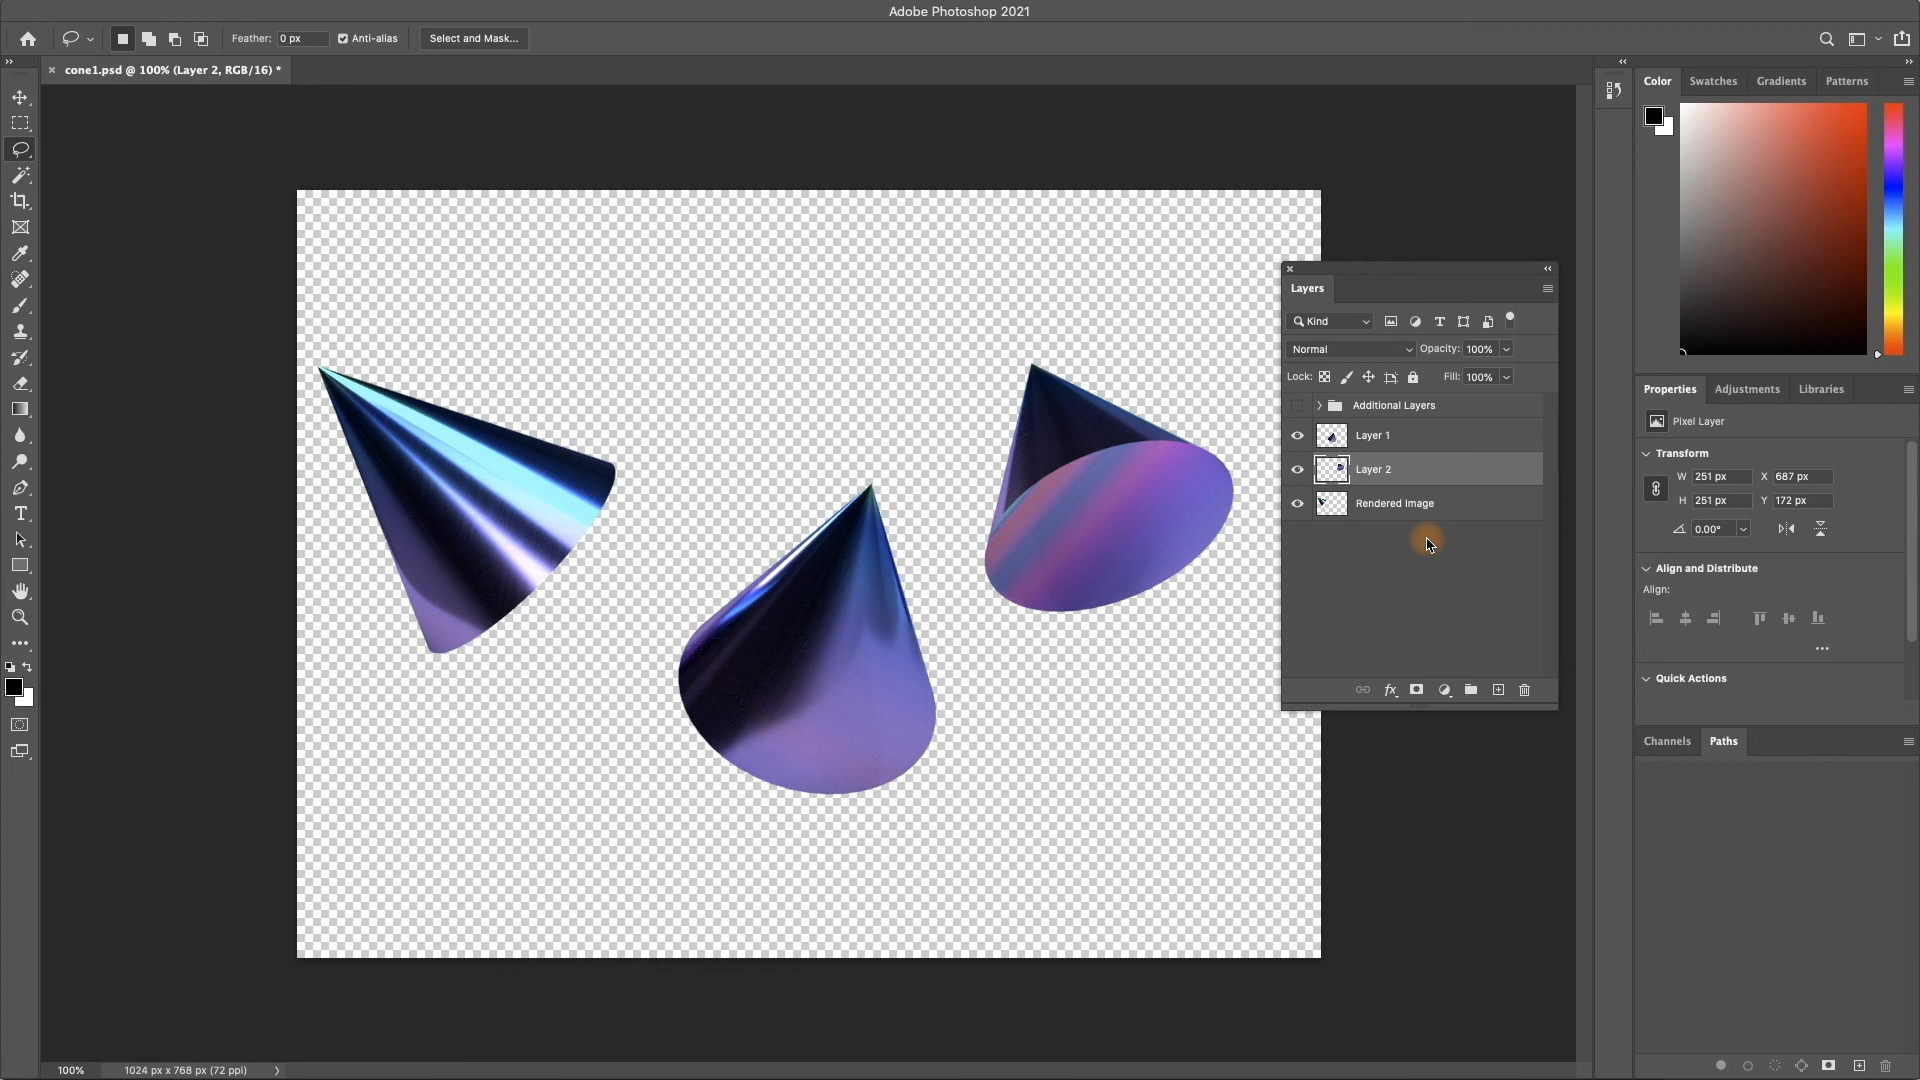 Adobe Photoshop 2021
Feather: 0 px Anti-alias Select and Mask...
cone1.psd @ 100% (Layer 2, RGB/16) *
Color Swatches Gradients Patterns
Layers
Kind
Normal Opacity: 100%
Lock: Fill: 100%
Additional Layers
Layer 1
Layer 2
Rendered Image
Properties Adjustments Libraries
Pixel Layer
Transform
W 251 px X 687 px
H 251 px Y 172 px
0.00°
Align and Distribute
Align:
Quick Actions
Channels Paths
100% 1024 px x 768 px (72 ppi)